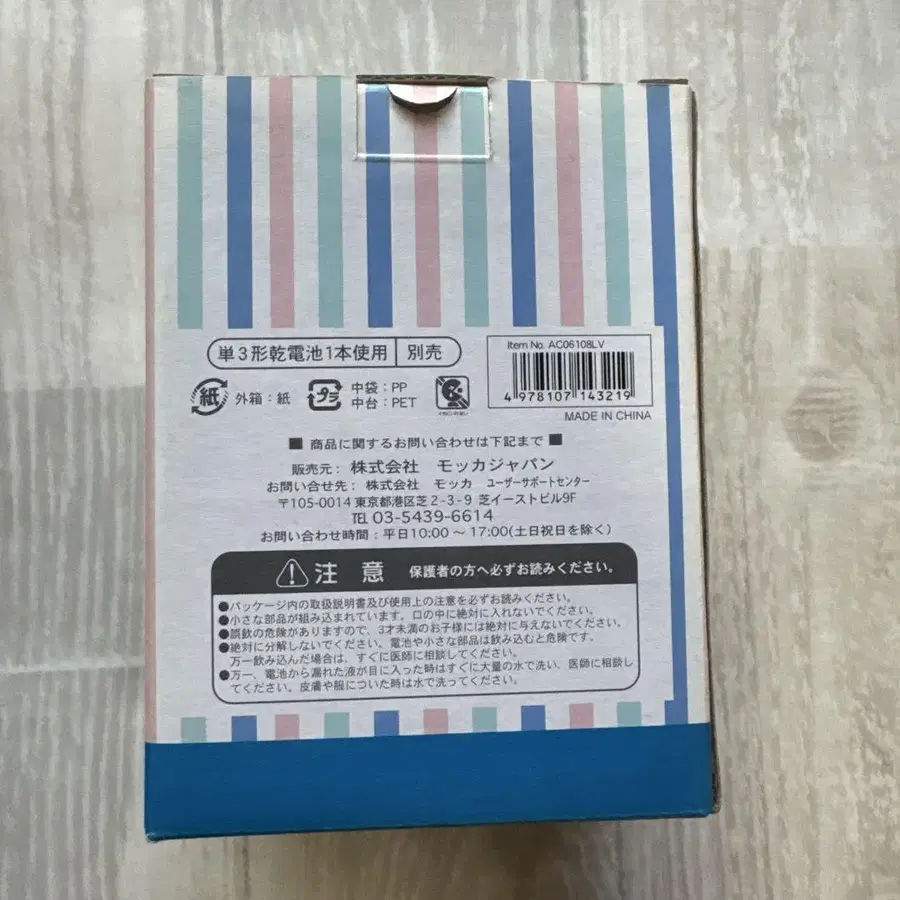 単3形乾電池1本使用 別売
Item No. AC06108LV
4 978107 143219
MADE IN CHINA
紙 外箱:紙
プラ 中袋:PP
中台:PET
■ 商品に関するお問い合わせは下記まで ■
販売元: 株式会社 モッカジャパン
お問い合わせ先: 株式会社 モッカ ユーザーサポートセンター
〒105-0014 東京都港区芝2-3-9 芝イーストビル9F
TEL 03-5439-6614
お問い合わせ時間:平日10:00~17:00(土日祝日を除く)
注意 保護者の方へ必ずお読みください。
●パッケージ内の取扱説明書及び使用上の注意を必ずお読みください。
●小さな部品が組み込まれています。口の中に絶対に入れないでください。
●誤飲の危険がありますので、3才未満のお子様には絶対に与えないでください。
●絶対に分解しないでください。電池や小さな部品は飲み込むと危険です。
万一飲み込んだ場合は、すぐに医師に相談してください。
●万一、電池から漏れた液が目に入った時はすぐに大量の水で洗い、医師に相談し
てください。皮膚や服についた時は水で洗ってください。